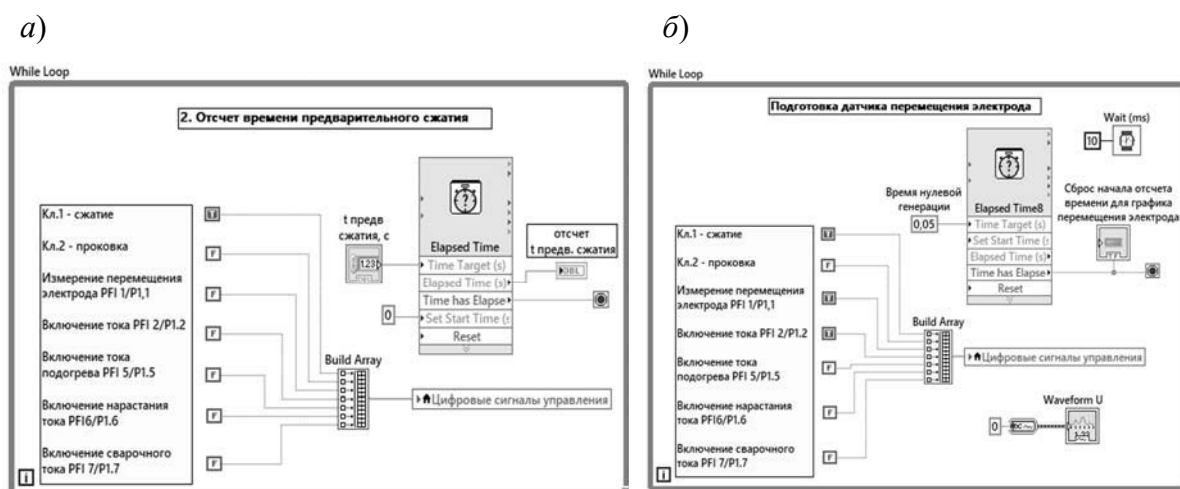 а)
While Loop
2. Отсчет времени предварительного сжатия
Кл.1 - сжатие
Кл.2 - проковка
Измерение перемещения
электрода PFI 1/P1,1
Включение тока PFI 2/P1.2
Включение тока
подогрева PFI 5/P1.5
Включение нарастания
тока PFI6/P1.6
Включение сварочного
тока PFI 7/P1.7
T
F
F
F
F
F
F
t предв
сжатия, с
1.23
0
Elapsed Time
Time Target (s)
Elapsed Time (s)
Time has Elapse
Set Start Time (s
Reset
отсчет
t предв. сжатия
DBL
Build Array
Цифровые сигналы управления
i
б)
While Loop
Подготовка датчика перемещения электрода
Wait (ms)
10
Время нулевой
генерации
0,05
Elapsed Time8
Time Target (s)
Set Start Time (s
Elapsed Time (s)
Time has Elapse
Reset
Сброс начала отсчета
времени для графика
перемещения электрода
Кл.1 - сжатие
Кл.2 - проковка
Измерение перемещения
электрода PFI 1/P1,1
Включение тока PFI 2/P1.2
Включение тока
подогрева PFI 5/P1.5
Включение нарастания
тока PFI6/P1.6
Включение сварочного
тока PFI 7/P1.7
T
F
T
T
F
F
F
Build Array
Цифровые сигналы управления
Waveform U
0
i